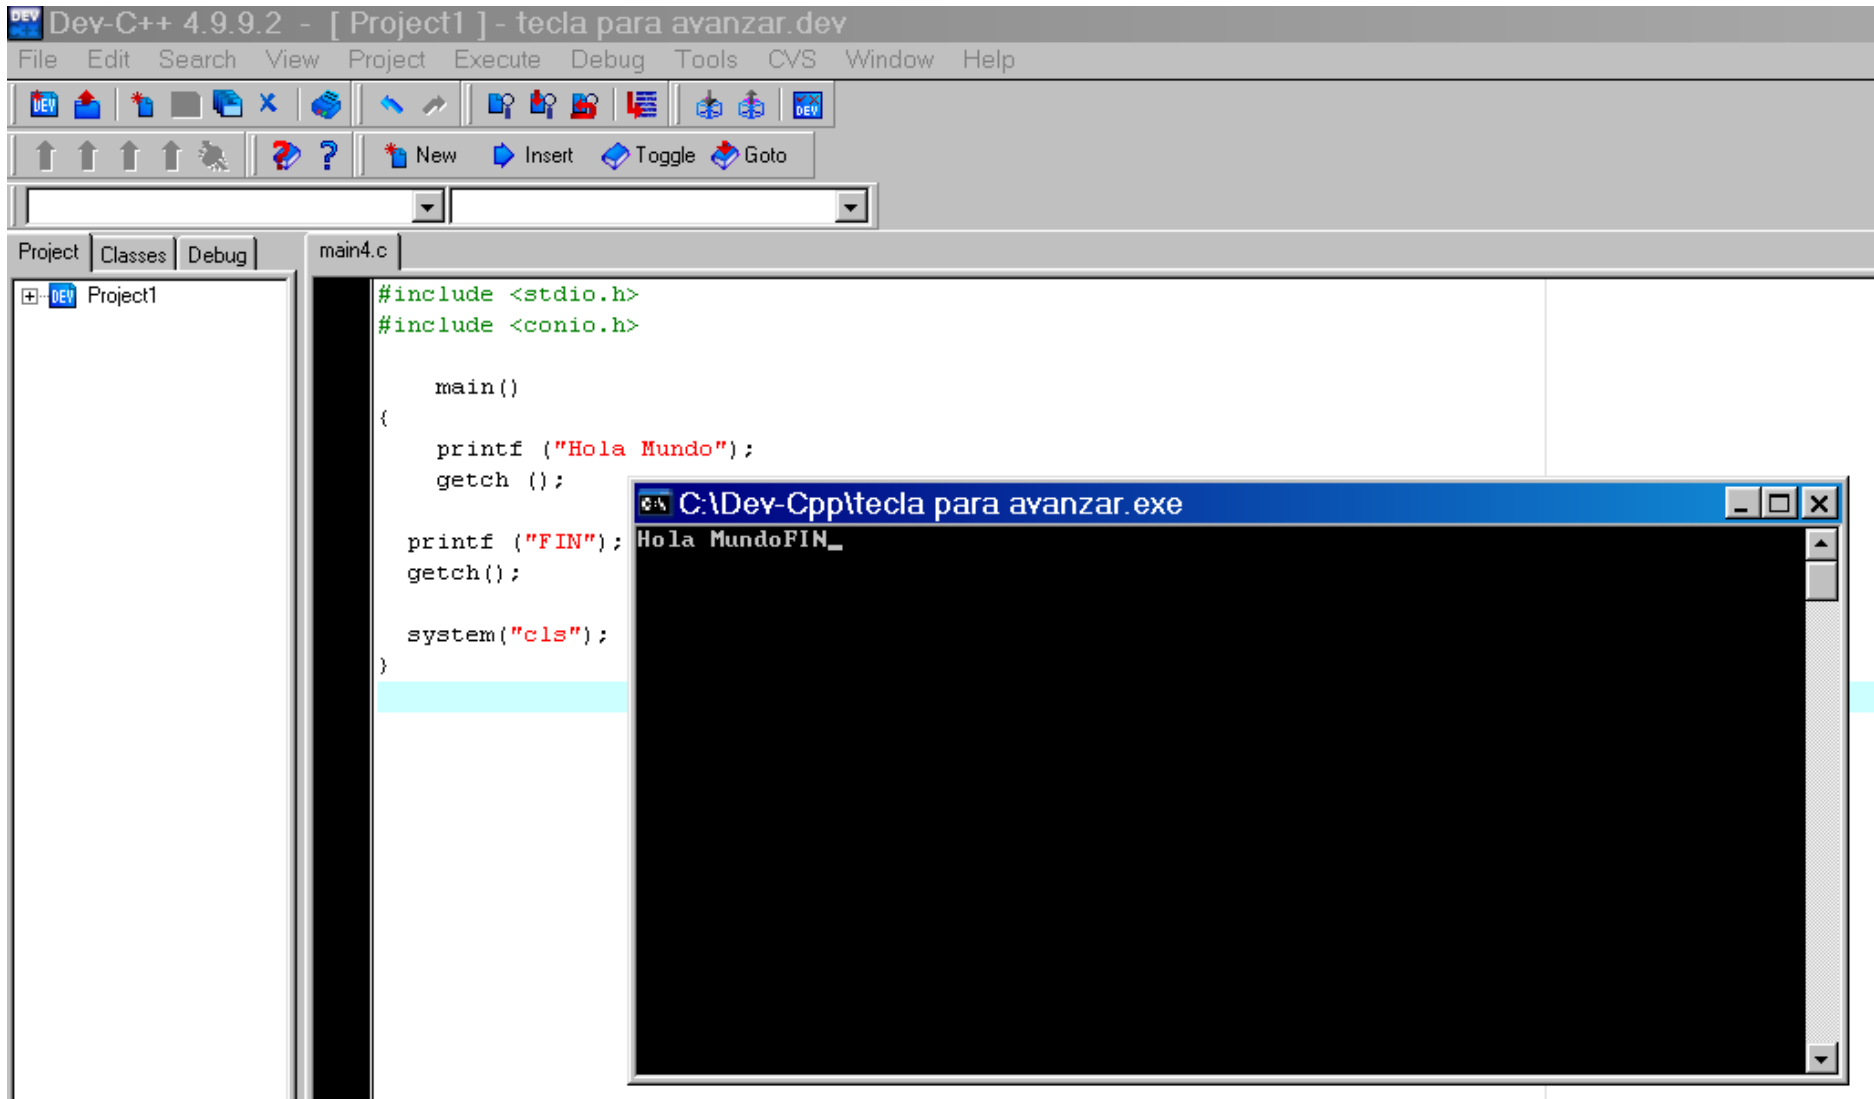 Dev-C++ 4.9.9.2 - [ Project1 ] - tecla para avanzar.dev
File Edit Search View Project Execute Debug Tools CVS Window Help
New Insert Toggle Goto
Project Classes Debug main4.c
Project1
#include <stdio.h>
#include <conio.h>
main()
{
printf ("Hola Mundo");
getch ();
printf ("FIN");
getch();
system("cls");
}
C:\Dev-Cpp\tecla para avanzar.exe
Hola MundoFIN_